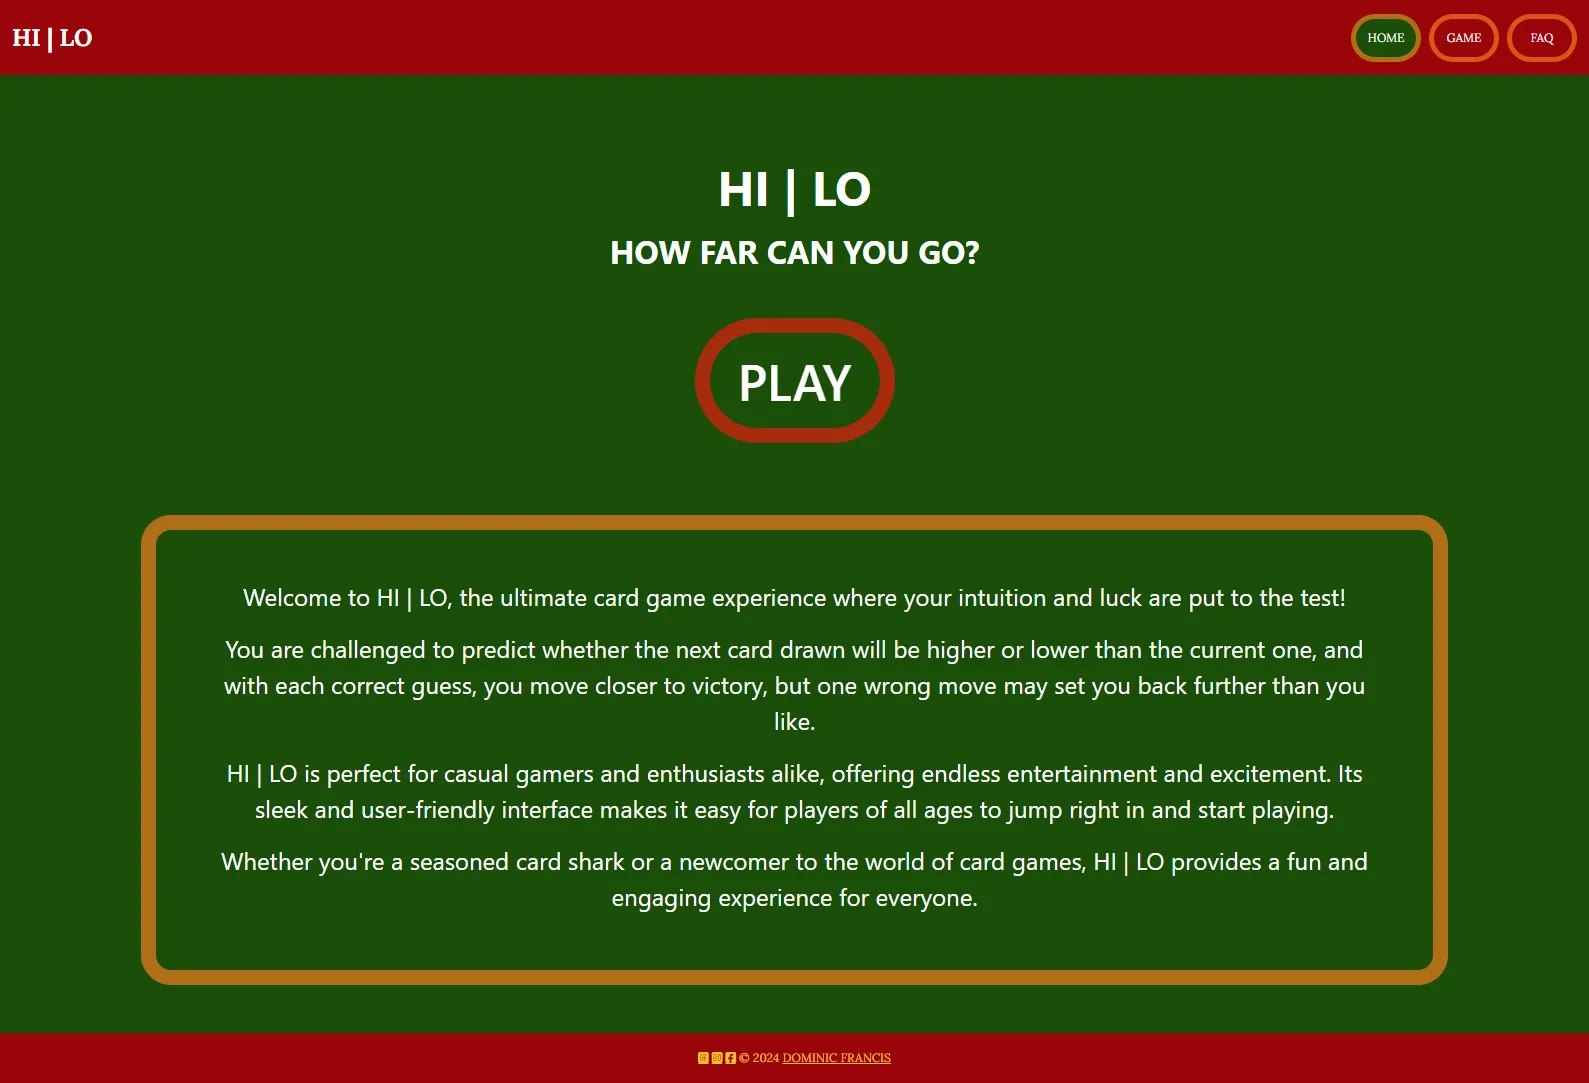 HI | LO
HOME
GAME
FAQ
HI | LO
HOW FAR CAN YOU GO?
PLAY
Welcome to HI | LO, the ultimate card game experience where your intuition and luck are put to the test!
You are challenged to predict whether the next card drawn will be higher or lower than the current one, and
with each correct guess, you move closer to victory, but one wrong move may set you back further than you
like.
HI | LO is perfect for casual gamers and enthusiasts alike, offering endless entertainment and excitement. Its
sleek and user-friendly interface makes it easy for players of all ages to jump right in and start playing.
Whether you're a seasoned card shark or a newcomer to the world of card games, HI | LO provides a fun and
engaging experience for everyone.
© 2024 DOMINIC FRANCIS